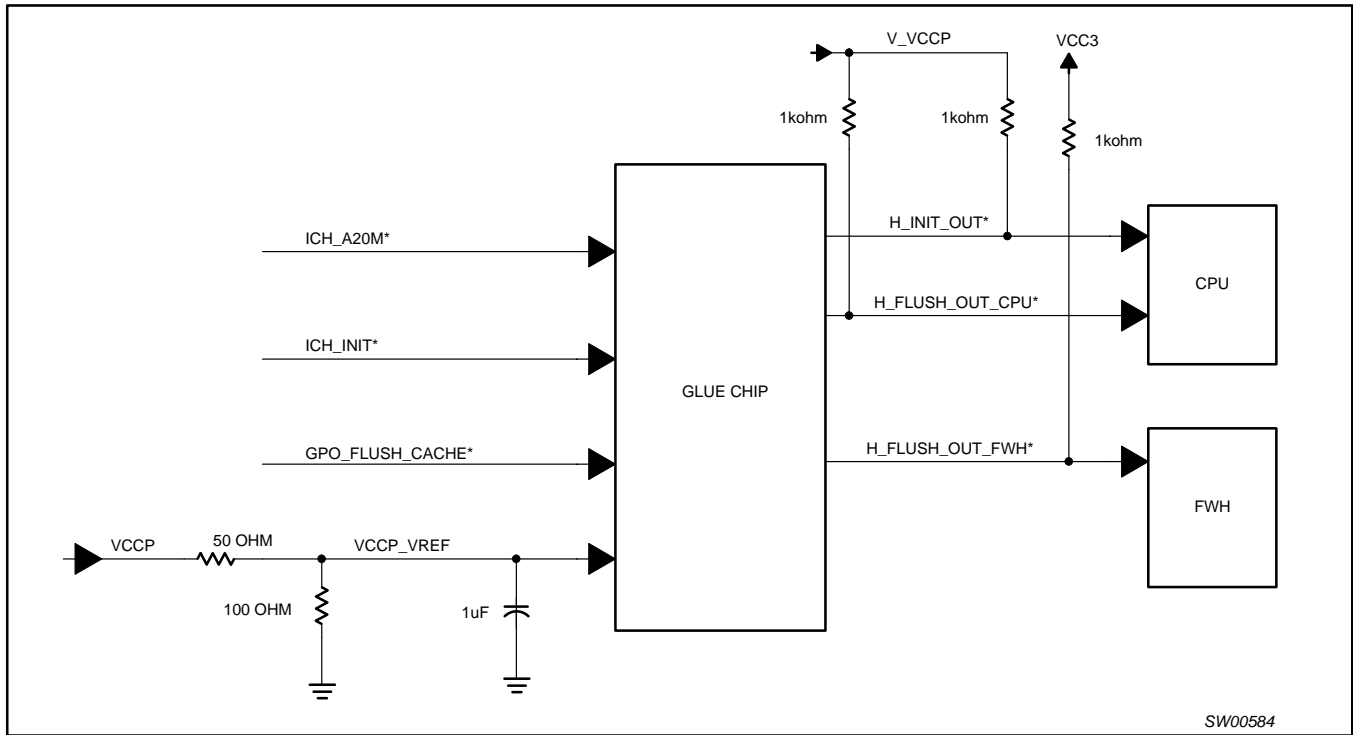 V_VCCP
VCC3
1kohm
1kohm
1kohm
ICH_A20M*
H_INIT_OUT*
CPU
H_FLUSH_OUT_CPU*
ICH_INIT*
GLUE CHIP
GPO_FLUSH_CACHE*
H_FLUSH_OUT_FWH*
FWH
VCCP
50 OHM
VCCP_VREF
100 OHM
1uF
SW00584